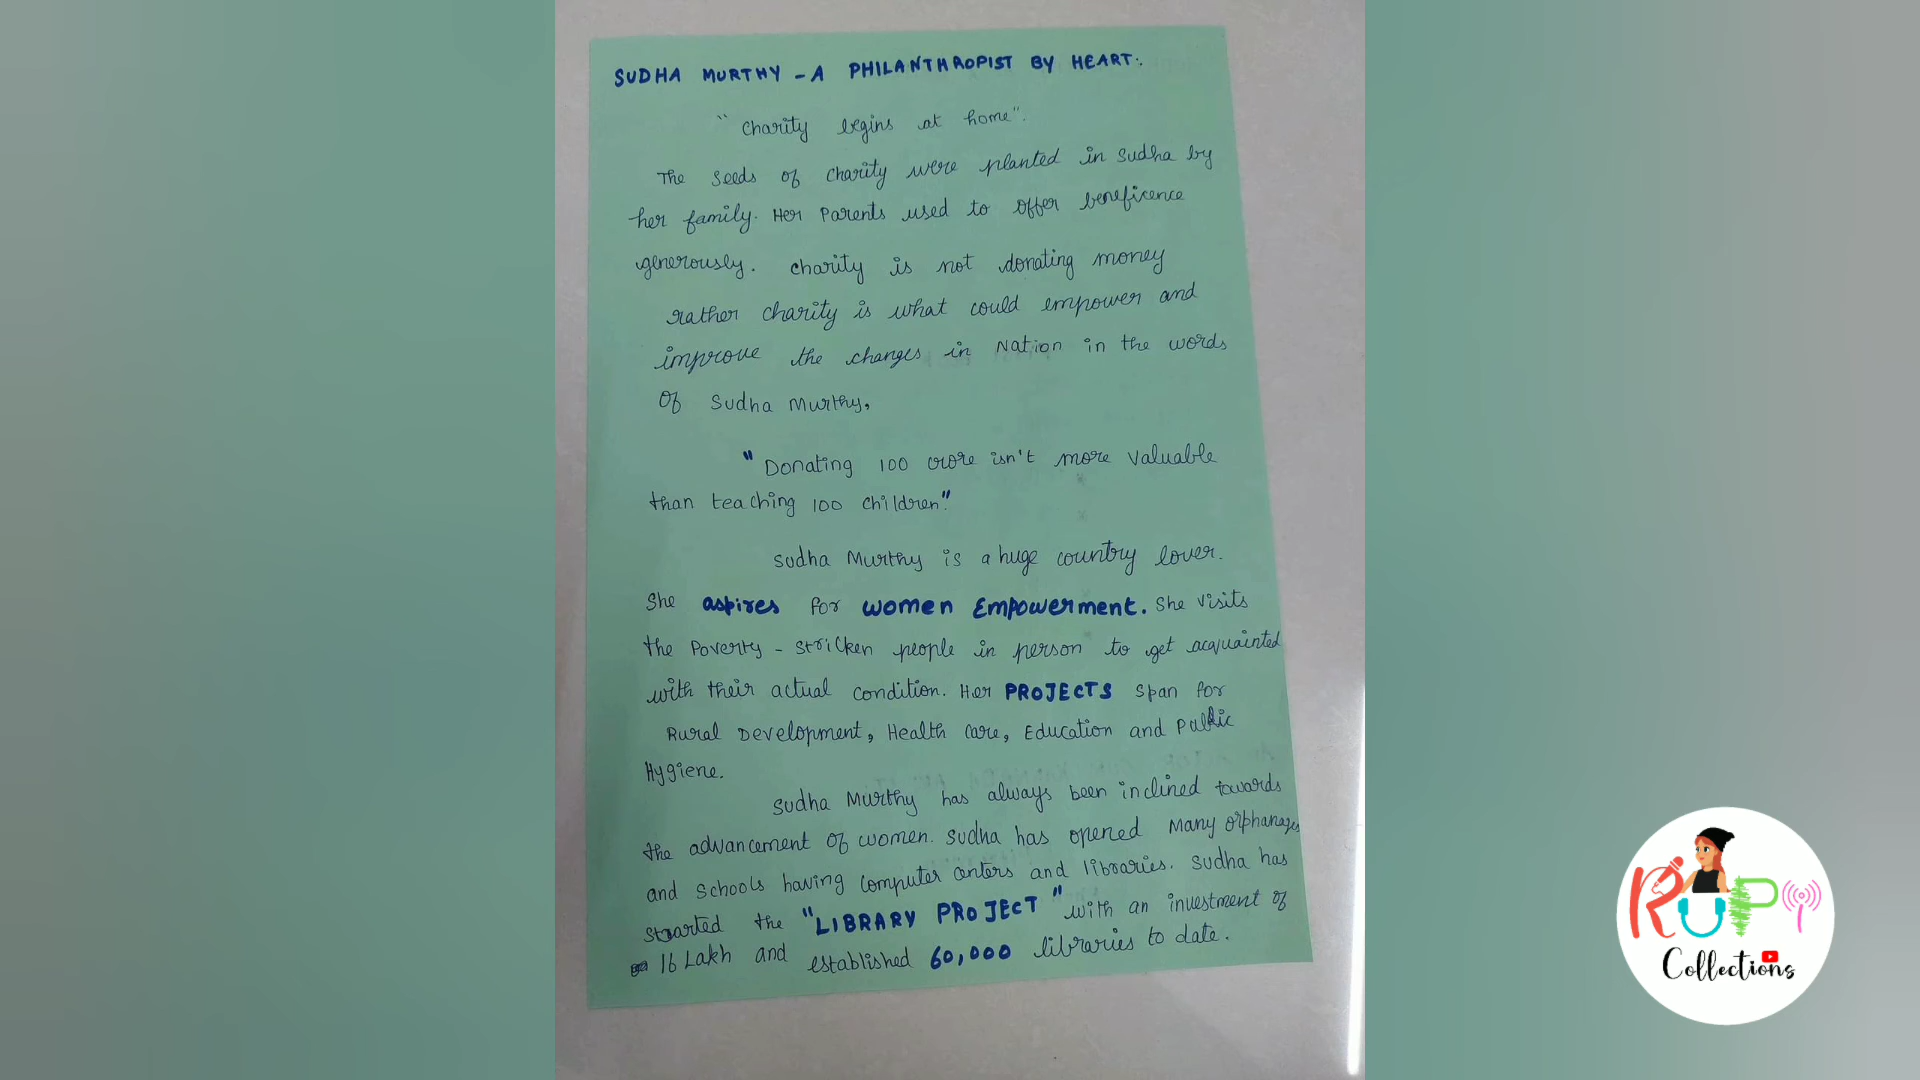 SUDHA MURTHY - A PHILANTHROPIST BY HEART:
"Charity begins at home".
The seeds of charity were planted in Sudha by
her family. Her Parents used to offer beneficence
generously. Charity is not donating money
rather charity is what could empower and
improve the changes in Nation in the words
of Sudha Murthy,
"Donating 100 crore isn't more valuable
than teaching 100 children"
Sudha Murthy is a huge country lover.
She aspires for women Empowerment. She visits
the Poverty - stricken people in person to get acquainted
with their actual condition. Her PROJECTS span for
Rural Development, Health Care, Education and Public
Hygiene.
Sudha Murthy has always been inclined towards
the advancement of women. Sudha has opened many orphanages
and schools having computer centers and libraries. Sudha has
started the "LIBRARY PROJECT" with an investment of
16 Lakh and established 60,000 libraries to date.
RUPY
Collections